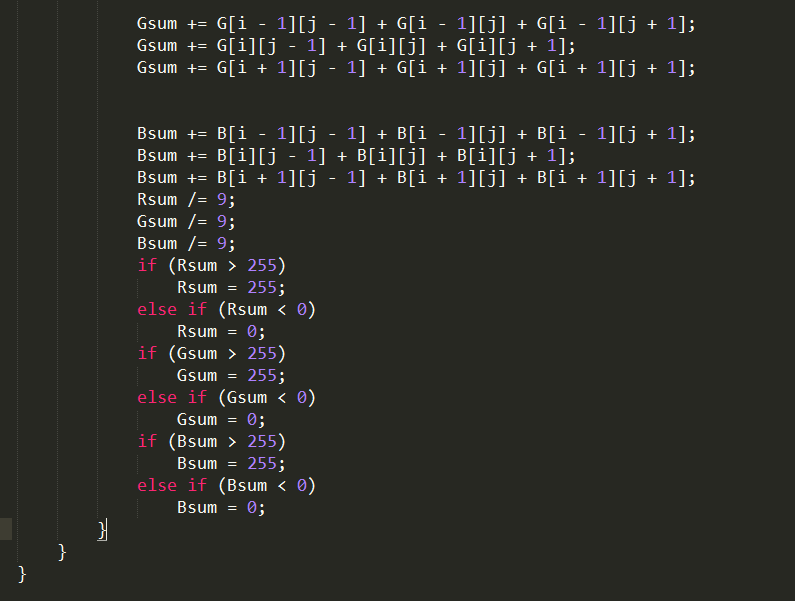 Gsum += G[i - 1][j - 1] + G[i - 1][j] + G[i - 1][j + 1];
Gsum += G[i][j - 1] + G[i][j] + G[i][j + 1];
Gsum += G[i + 1][j - 1] + G[i + 1][j] + G[i + 1][j + 1];
Bsum += B[i - 1][j - 1] + B[i - 1][j] + B[i - 1][j + 1];
Bsum += B[i][j - 1] + B[i][j] + B[i][j + 1];
Bsum += B[i + 1][j - 1] + B[i + 1][j] + B[i + 1][j + 1];
Rsum /= 9;
Gsum /= 9;
Bsum /= 9;
if (Rsum > 255)
Rsum = 255;
else if (Rsum < 0)
Rsum = 0;
if (Gsum > 255)
Gsum = 255;
else if (Gsum < 0)
Gsum = 0;
if (Bsum > 255)
Bsum = 255;
else if (Bsum < 0)
Bsum = 0;
}
}
}